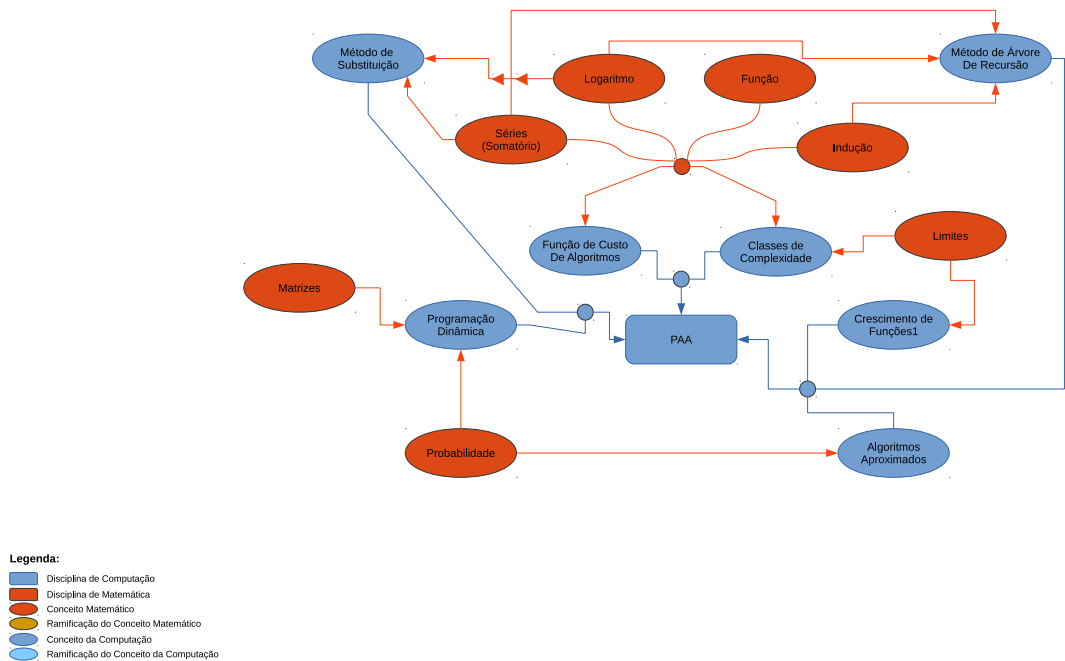 Método de
Substituição
Logaritmo
Função
Método de Árvore
De Recursão
Séries
(Somatório)
Indução
Função de Custo
De Algoritmos
Classes de
Complexidade
Limites
Matrizes
Programação
Dinâmica
PAA
Crescimento de
Funções1
Probabilidade
Algoritmos
Aproximados
Legenda:
Disciplina de Computação
Disciplina de Matemática
Conceito Matemático
Ramificação do Conceito Matemático
Conceito da Computação
Ramificação do Conceito da Computação